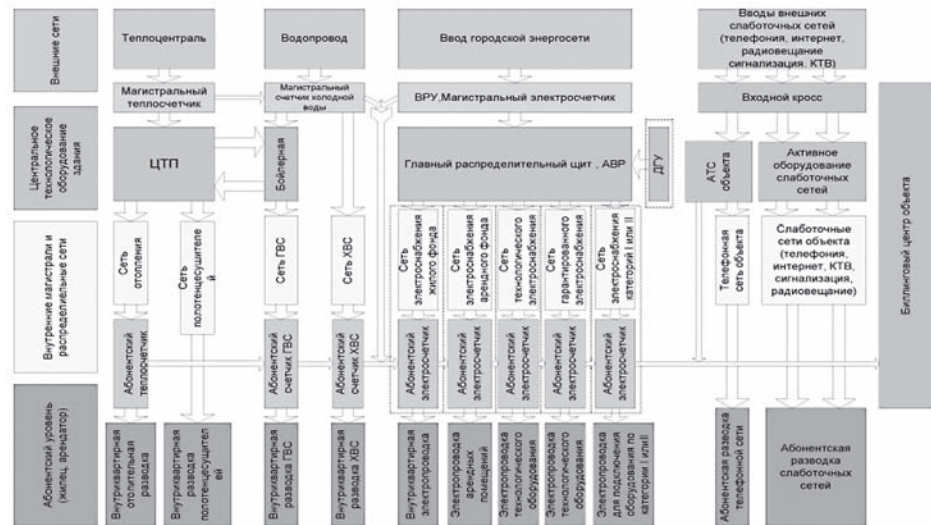 Внешние сети
Теплоцентраль
Водопровод
Ввод городской энергосети
Вводы внешних
слаботочных сетей
(телефония, интернет,
радиовещание
сигнализация. КТВ)
Магистральный
теплосчетчик
Магистральный
счетчик холодной
воды
ВРУ,Магистральный электросчетчик
Входной кросс
Центральное
технологическое
оборудование
здания
ЦТП
Бойлерная
Главный распределительный щит , АВР
ДГУ
АТС
объекта
Активное
оборудование
слаботочных
сетей
Биллинговый центр объекта
Внутренние магистрали и
распределиельные сети
Сеть
отопления
Сеть
полотенцесушителе
й
Сеть ГВС
Сеть ХВС
Сеть
электроснабжения
жилого фонда
Сеть
электроснабжения
арендного фонда
Сеть
технологического
электроснабжения
Сеть
гарантированного
электроснабжения
Сеть
электроснабжения
категорий I или II
Телефонная
сеть объекта
Слаботочные
сети объекта
(телефония,
интернет, КТВ,
сигнализация,
радиовещание)
Абонентский
теплосчетчик
Абонентский
счетчик ГВС
Абонентский
счетчик ХВС
Абонентский
электросчетчик
Абонентский
электросчетчик
Абонентский
электросчетчик
Абонентский
электросчетчик
Абонентский
электросчетчик
Абонентский уровень
(жилец, арендатор)
Внутриквартирная
отопительная
разводка
Внутриквартирная
разводка
полотенцесушител
ей
Внутриквартирная
разводка ГВС
Внутриквартирная
разводка ХВС
Внутриквартирная
электропроводка
Электропроводка
арендных
помещений
Электропроводка
технологического
оборудования
Электропроводка
технологического
оборудования
Электропроводка
для подключения
оборудования по
категории I илиII
Абонентская разводка
телефонной сети
Абонентская
разводка
слаботочных
сетей